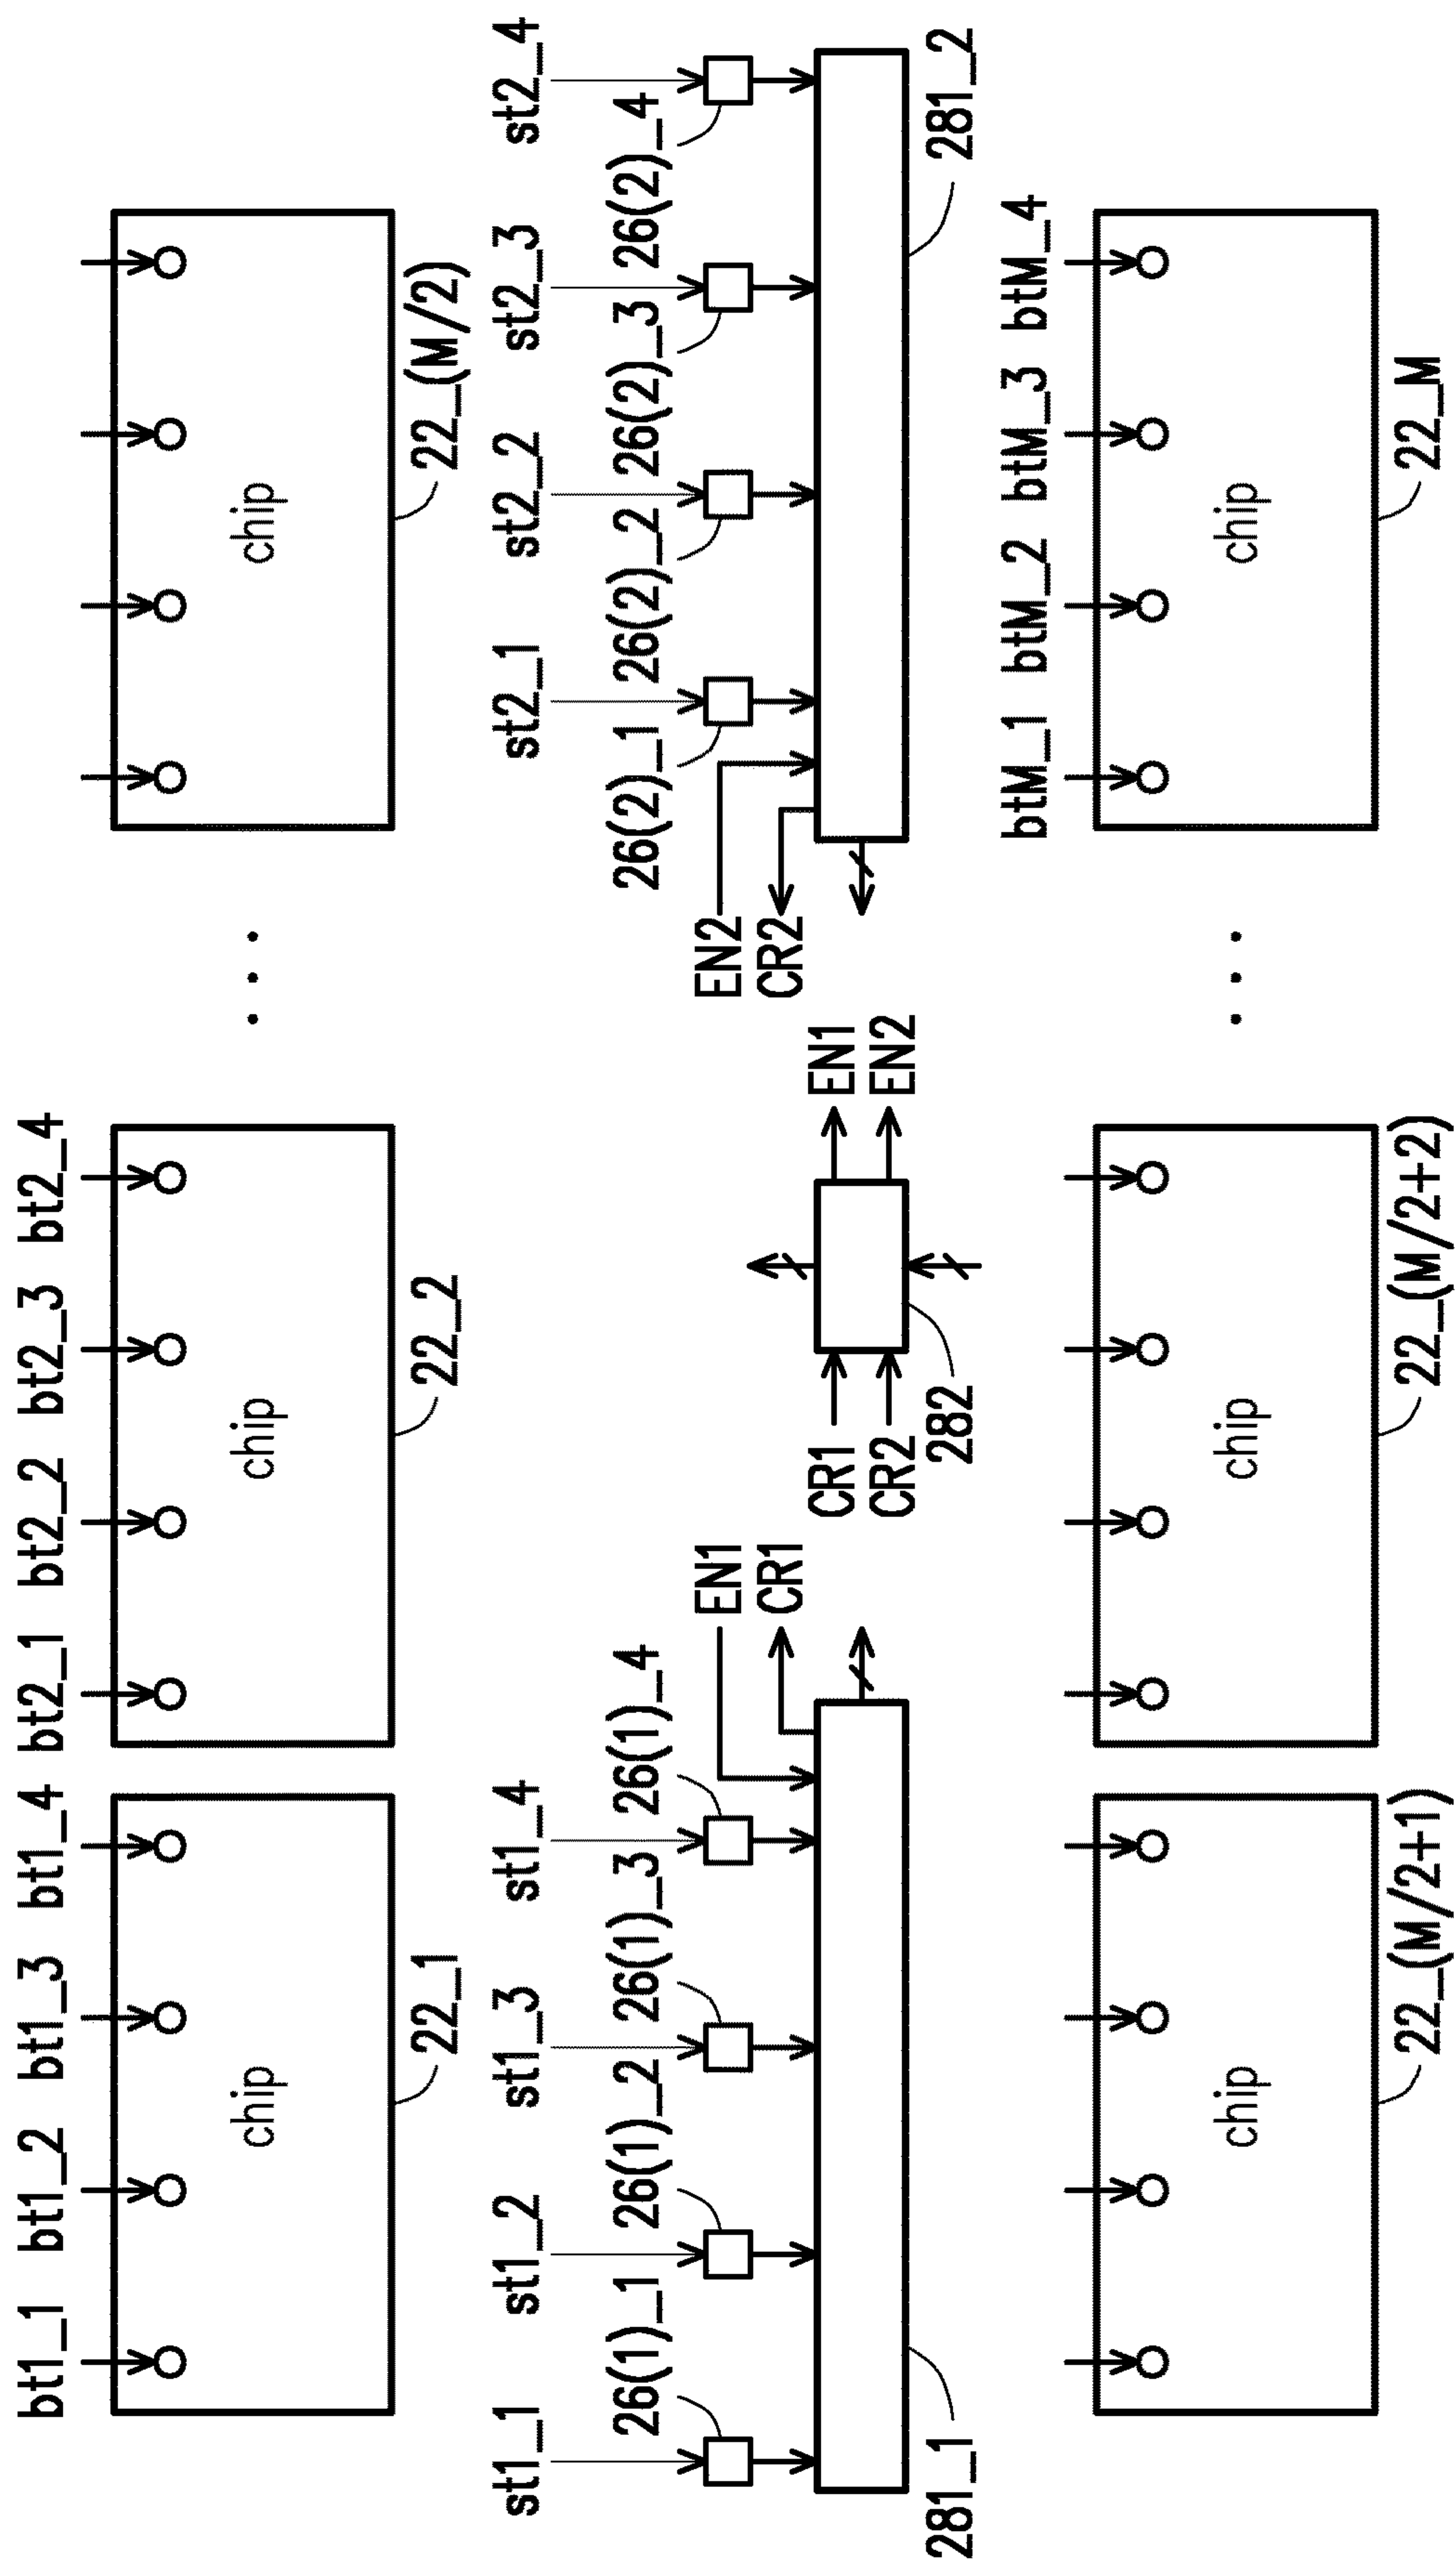 bt1_1 bt1_2 bt1_3 bt1_4 bt2_1 bt2_2 bt2_3 bt2_4
chip chip . . . chip
22_1 22_2 22_(M/2)
st1_1 st1_2 st1_3 st1_4 st2_1 st2_2 st2_3 st2_4
26(1)_1 26(1)_2 26(1)_3 26(1)_4 26(2)_1 26(2)_2 26(2)_3 26(2)_4
EN1 EN2
CR1 CR2
CR1 EN1
CR2 EN2
281_1 282 281_2
btM_1 btM_2 btM_3 btM_4
chip chip . . . chip
22_(M/2+1) 22_(M/2+2) 22_M